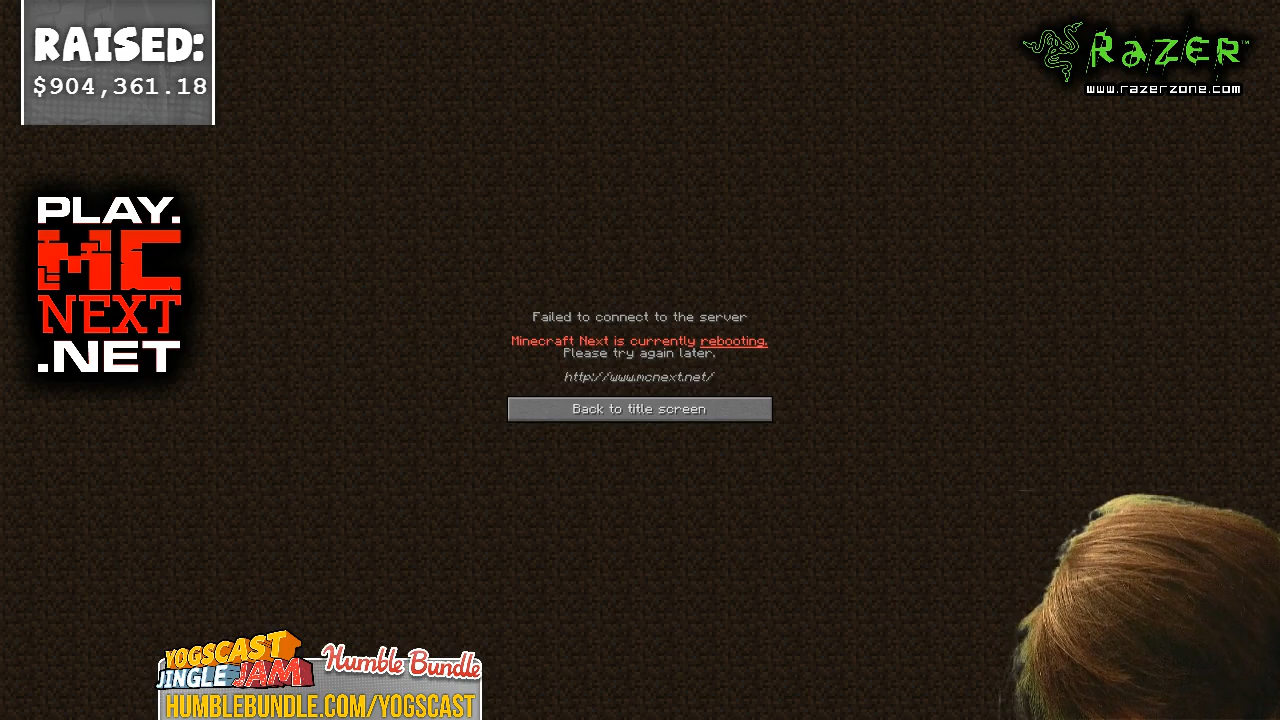 RAISED:
$904,361.18
RAZER™
www.razerzone.com
PLAY.
MC
NEXT
.NET
Failed to connect to the server
Minecraft Next is currently rebooting.
Please try again later.
http://www.mcnext.net/
Back to title screen
YOGSCAST
JINGLE JAM
Humble Bundle
HUMBLEBUNDLE.COM/YOGSCAST